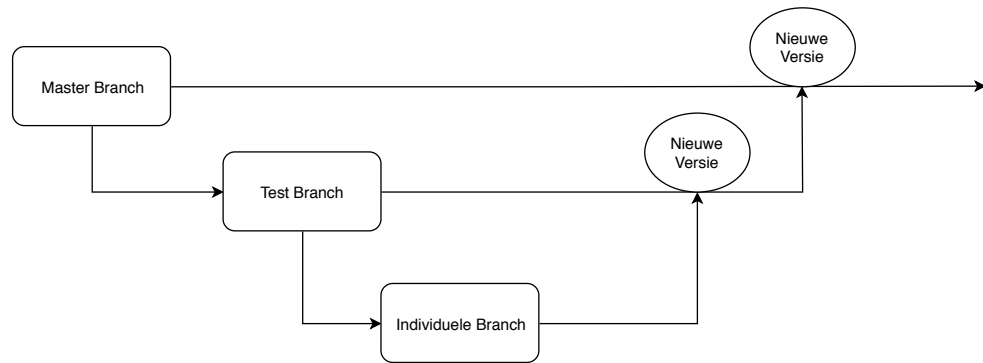 Nieuwe
Versie
Master Branch
Nieuwe
Versie
Test Branch
Individuele Branch